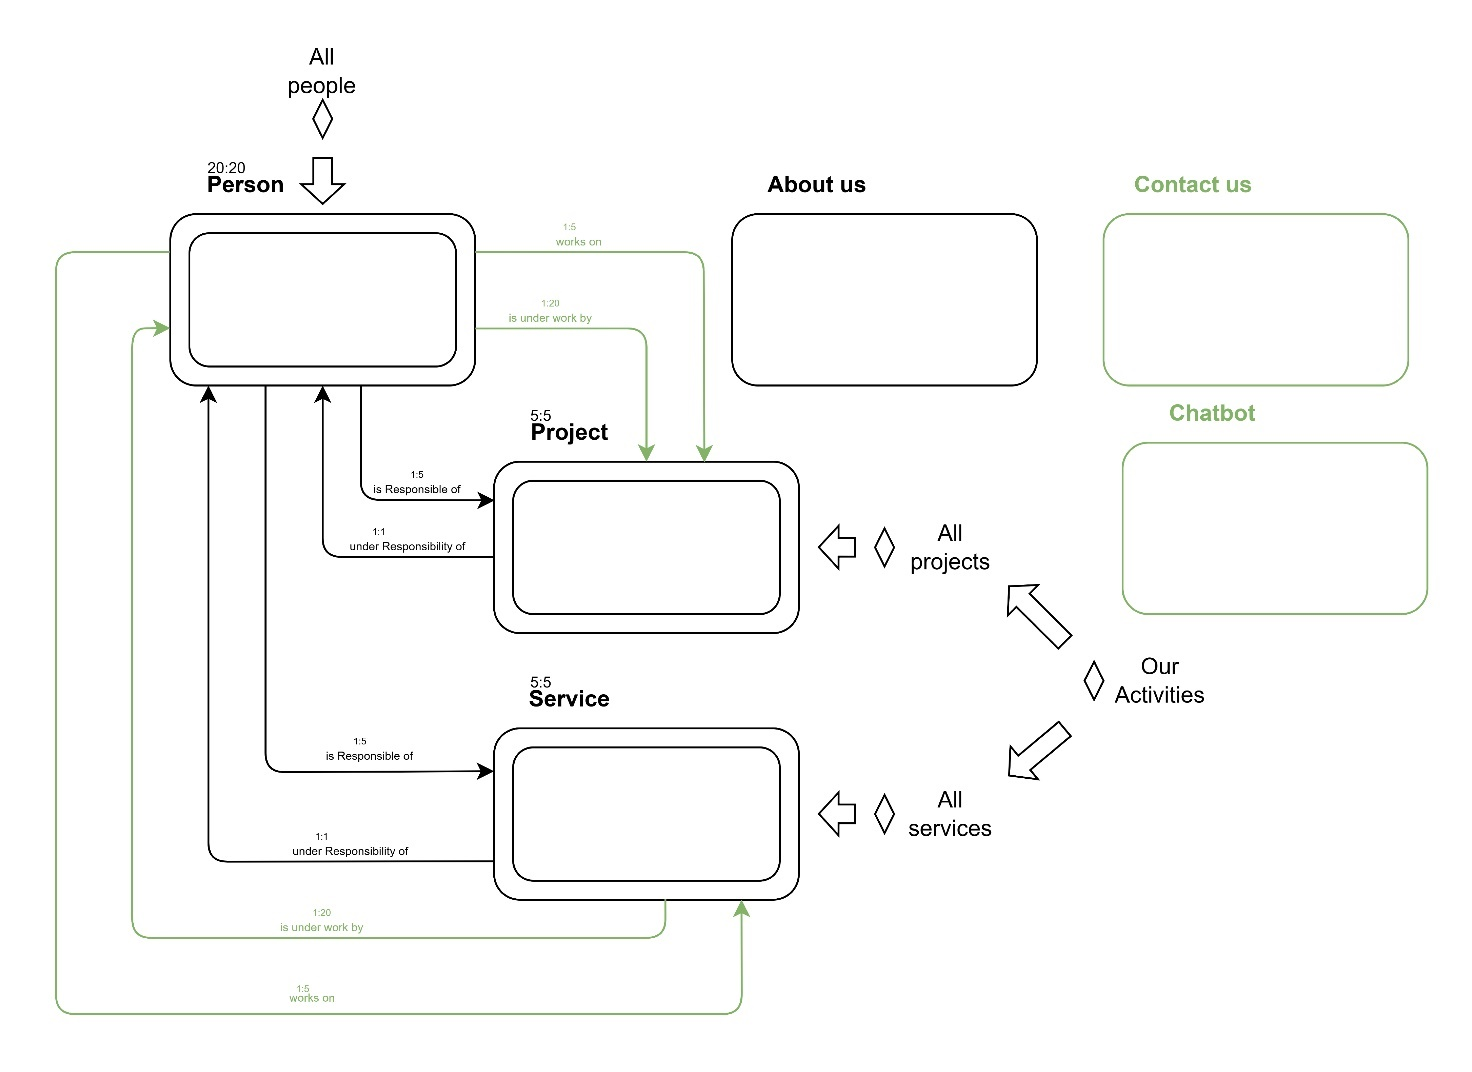 All
people
20:20
Person
About us
Contact us
1:5
works on
1:20
is under work by
Chatbot
5:5
Project
1:5
is Responsible of
1:1
under Responsibility of
All
projects
Our
Activities
5:5
Service
1:5
is Responsible of
All
services
1:1
under Responsibility of
1:20
is under work by
1:5
works on